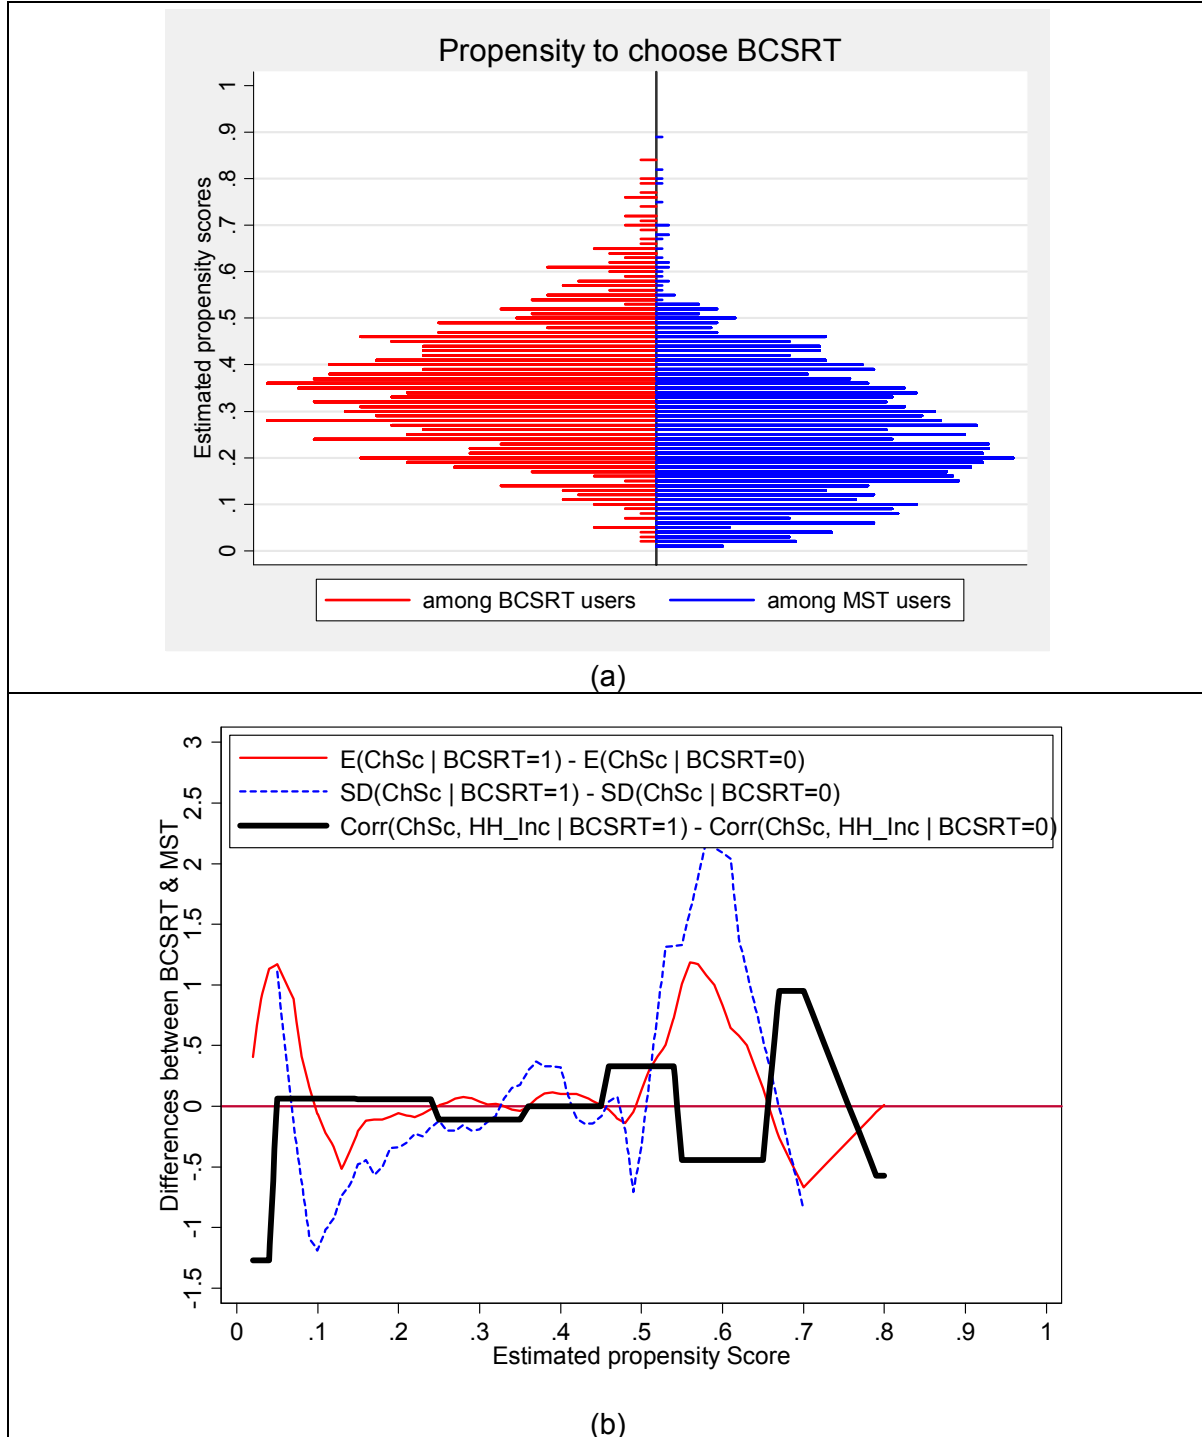 Propensity to choose BCSRT
Estimated propensity scores
1
.9
.8
.7
.6
.5
.4
.3
.2
.1
0
among BCSRT users
among MST users
(a)
E(ChSc | BCSRT=1) - E(ChSc | BCSRT=0)
SD(ChSc | BCSRT=1) - SD(ChSc | BCSRT=0)
Corr(ChSc, HH_Inc | BCSRT=1) - Corr(ChSc, HH_Inc | BCSRT=0)
Differences between BCSRT & MST
3
2.5
2
1.5
1
.5
0
-.5
-1
-1.5
0 .1 .2 .3 .4 .5 .6 .7 .8 .9 1
Estimated propensity Score
(b)